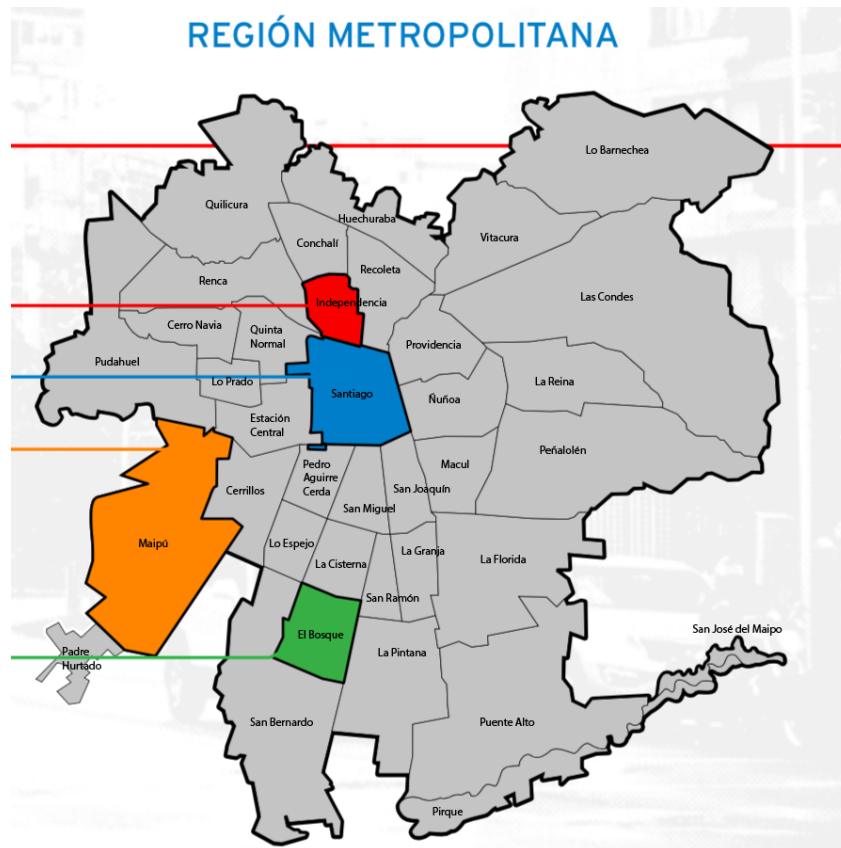 REGIÓN METROPOLITANA
Lo Barnechea
Quilicura
Huechuraba
Vitacura
Conchalí
Recoleta
Renca
Las Condes
Independencia
Cerro Navia
Quinta
Normal
Providencia
Pudahuel
Lo Prado
La Reina
Santiago
Ñuñoa
Estación
Central
Peñalolén
Macul
Pedro
Aguirre
Cerda
Cerrillos
San Joaquín
San Miguel
Maipú
Lo Espejo
La Granja
La Cisterna
La Florida
San Ramón
El Bosque
San José del Maipo
Padre
Hurtado
La Pintana
San Bernardo
Puente Alto
Pirque